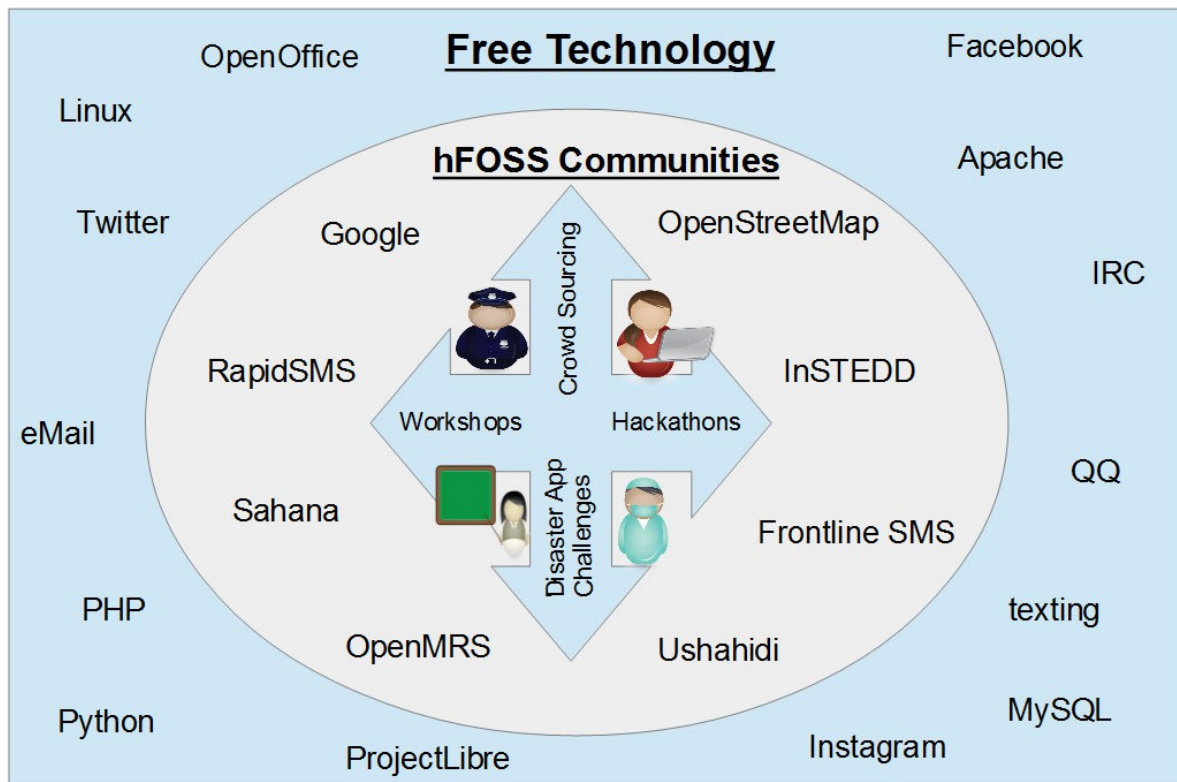 Free Technology
OpenOffice
Facebook
Linux
Apache
hFOSS Communities
Twitter
Google
OpenStreetMap
IRC
Crowd Sourcing
RapidSMS
InSTEDD
eMail
Workshops
Hackathons
QQ
Sahana
Frontline SMS
Disaster App
Challenges
PHP
texting
OpenMRS
Ushahidi
Python
MySQL
ProjectLibre
Instagram